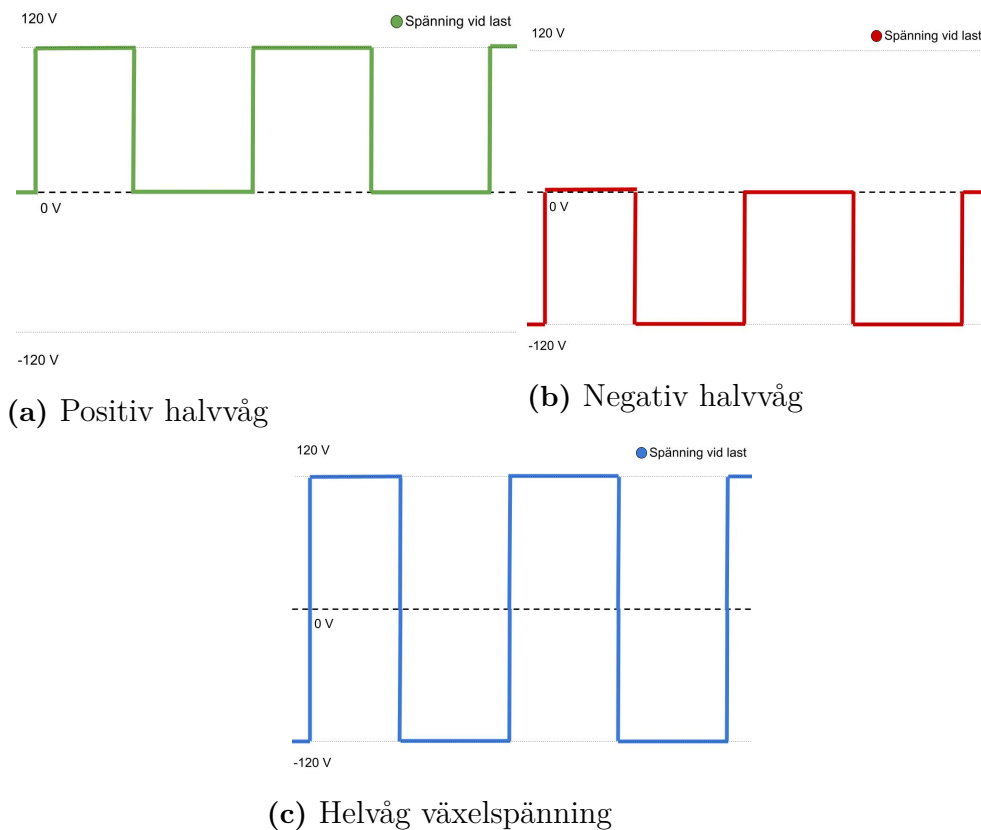 120 V
Spänning vid last
0 V
-120 V
(a) Positiv halvvåg
120 V
Spänning vid last
0 V
-120 V
(b) Negativ halvvåg
120 V
Spänning vid last
0 V
-120 V
(c) Helvåg växelspänning